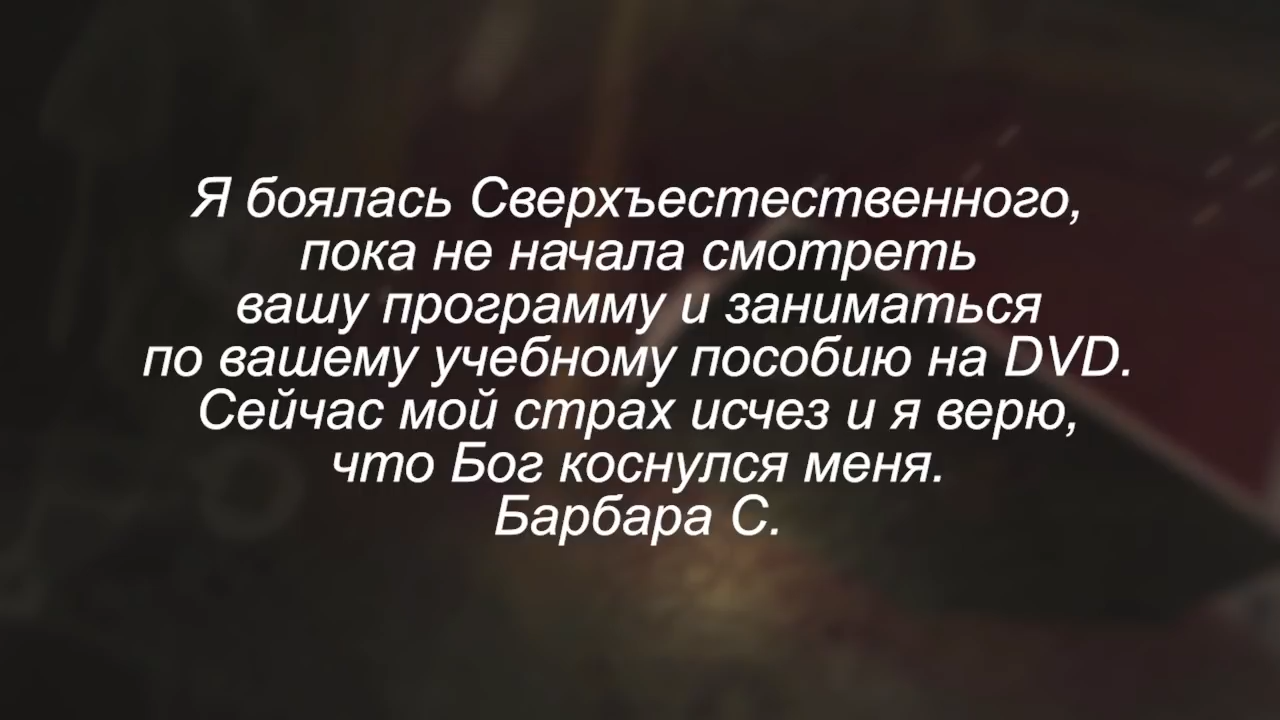 Я боялась Сверхъестественного,
пока не начала смотреть
вашу программу и заниматься
по вашему учебному пособию на DVD.
Сейчас мой страх исчез и я верю,
что Бог коснулся меня.
Барбара С.